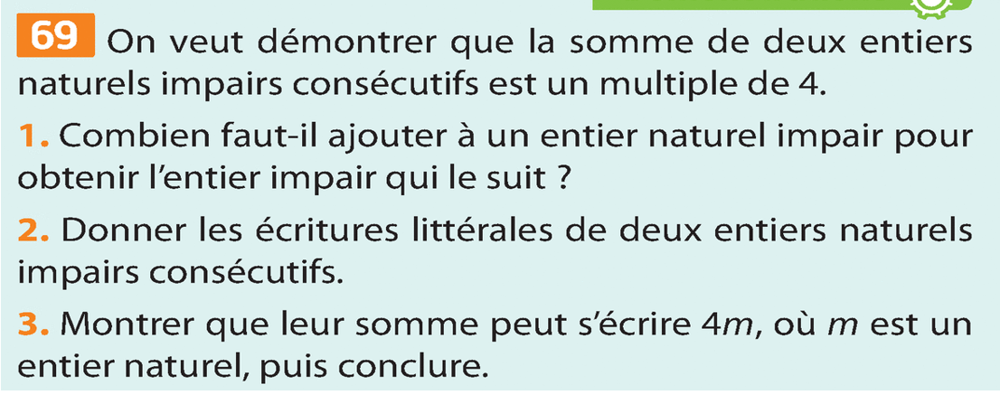 69 On veut démontrer que la somme de deux entiers
naturels impairs consécutifs est un multiple de 4.
1. Combien faut-il ajouter à un entier naturel impair pour
obtenir l’entier impair qui le suit ?
2. Donner les écritures littérales de deux entiers naturels
impairs consécutifs.
3. Montrer que leur somme peut s’écrire 4m, où m est un
entier naturel, puis conclure.